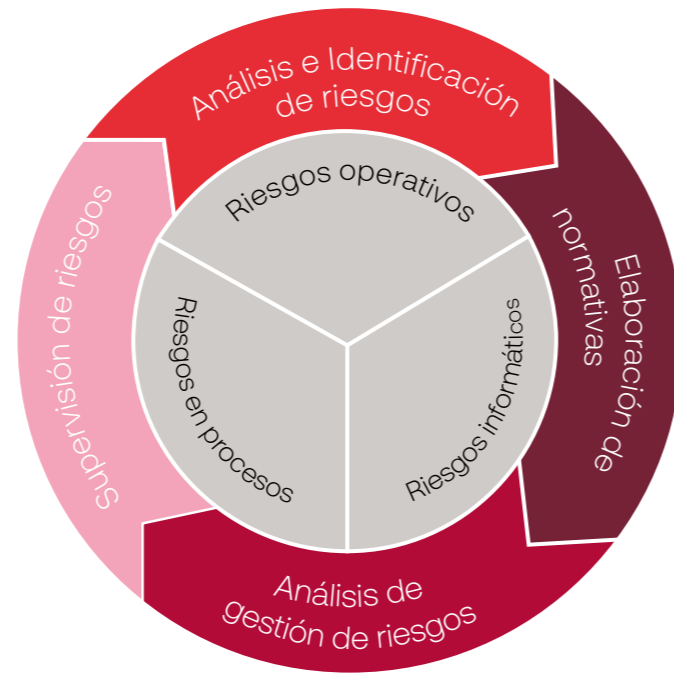 Análisis e Identificación
de riesgos
Elaboración de
normativas
Análisis de
gestión de riesgos
Supervisión de riesgos
Riesgos operativos
Riesgos informáticos
Riesgos en procesos